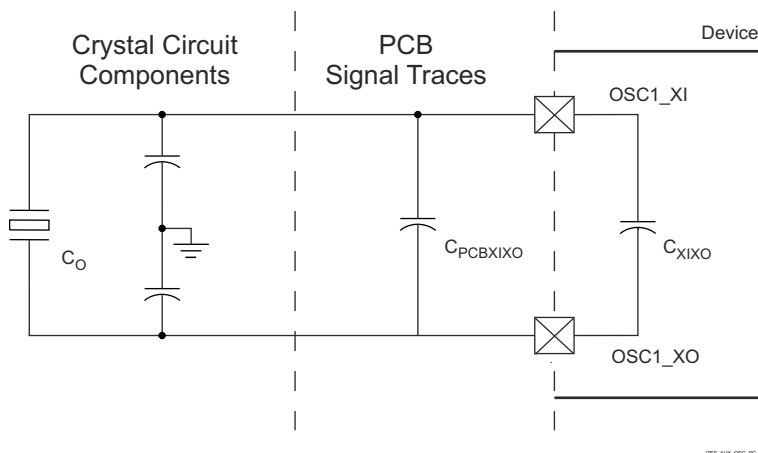 Crystal Circuit
Components
PCB
Signal Traces
Device
OSC1_XI
C_O
C_PCBXIXO
C_XIXO
OSC1_XO